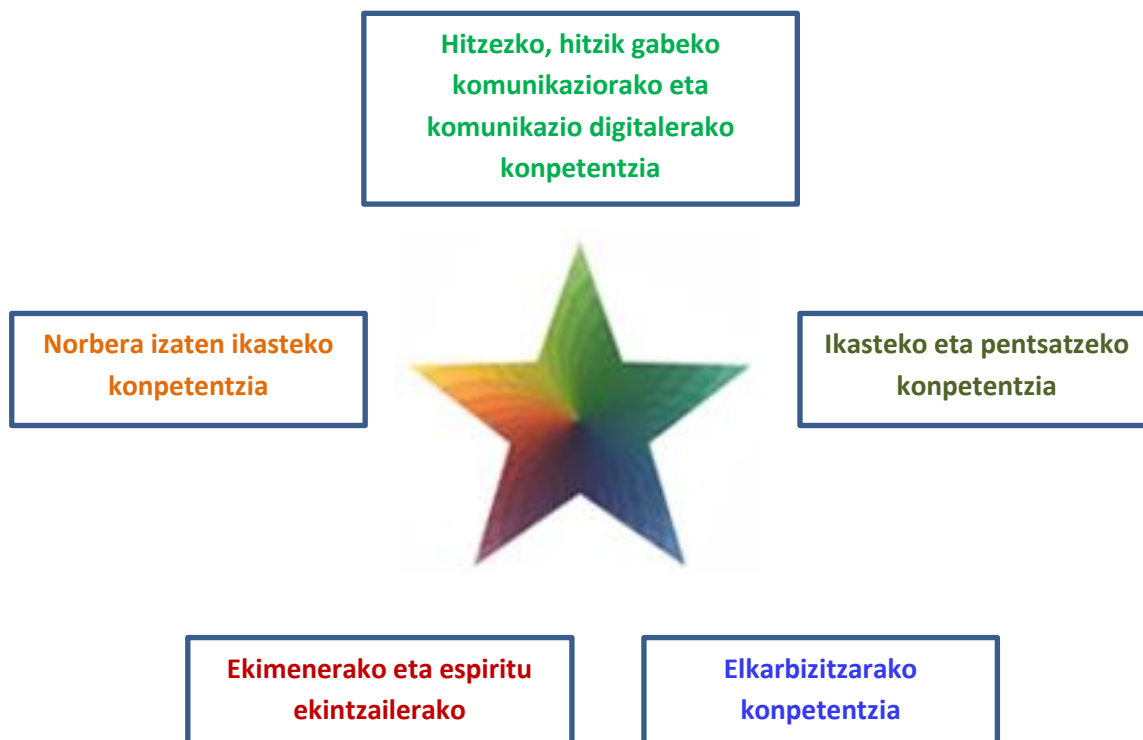 Hitzezko, hitzik gabeko
komunikaziorako eta
komunikazio digitalerako
konpetentzia
Norbera izaten ikasteko
konpetentzia
Ikasteko eta pentsatzeko
konpetentzia
Ekimenerako eta espiritu
ekintzailerako
Elkarbizitzarako
konpetentzia